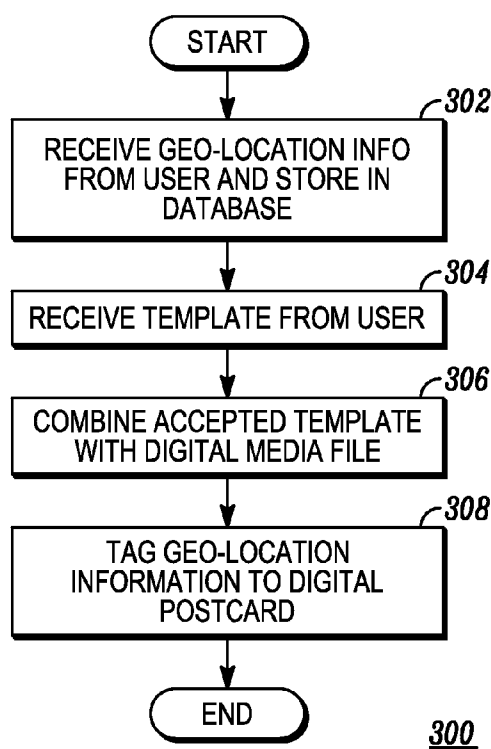 START
302
RECEIVE GEO-LOCATION INFO
FROM USER AND STORE IN
DATABASE
304
RECEIVE TEMPLATE FROM USER
306
COMBINE ACCEPTED TEMPLATE
WITH DIGITAL MEDIA FILE
308
TAG GEO-LOCATION
INFORMATION TO DIGITAL
POSTCARD
END
300